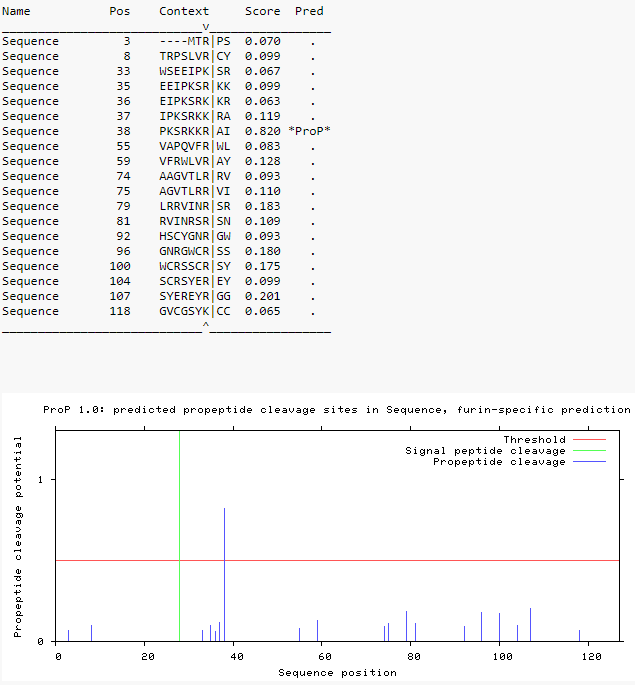 Name Pos Context Score Pred
____________________________v_________________
Sequence 3 ----MTR|PS 0.070 .
Sequence 8 TRPSLVR|CY 0.099 .
Sequence 33 WSEEIPK|SR 0.067 .
Sequence 35 EEIPKSR|KK 0.099 .
Sequence 36 EIPKSRK|KR 0.063 .
Sequence 37 IPKSRKK|RA 0.119 .
Sequence 38 PKSRKKR|AI 0.820 *ProP*
Sequence 55 VAPQVFR|WL 0.083 .
Sequence 59 VFRWLVR|AY 0.128 .
Sequence 74 AAGVTLR|RV 0.093 .
Sequence 75 AGVTLRR|VI 0.110 .
Sequence 79 LRRVINR|SR 0.183 .
Sequence 81 RVINRSR|SN 0.109 .
Sequence 92 HSCYGNR|GW 0.093 .
Sequence 96 GNRGWCR|SS 0.180 .
Sequence 100 WCRSSCR|SY 0.175 .
Sequence 104 SCRSYER|EY 0.099 .
Sequence 107 SYEREYR|GG 0.201 .
Sequence 118 GVCGSYK|CC 0.065 .
____________________________^_________________
ProP 1.0: predicted propeptide cleavage sites in Sequence, furin-specific prediction
Threshold
Signal peptide cleavage
Propeptide cleavage
Propeptide cleavage potential
1
0
0 20 40 60 80 100 120
Sequence position